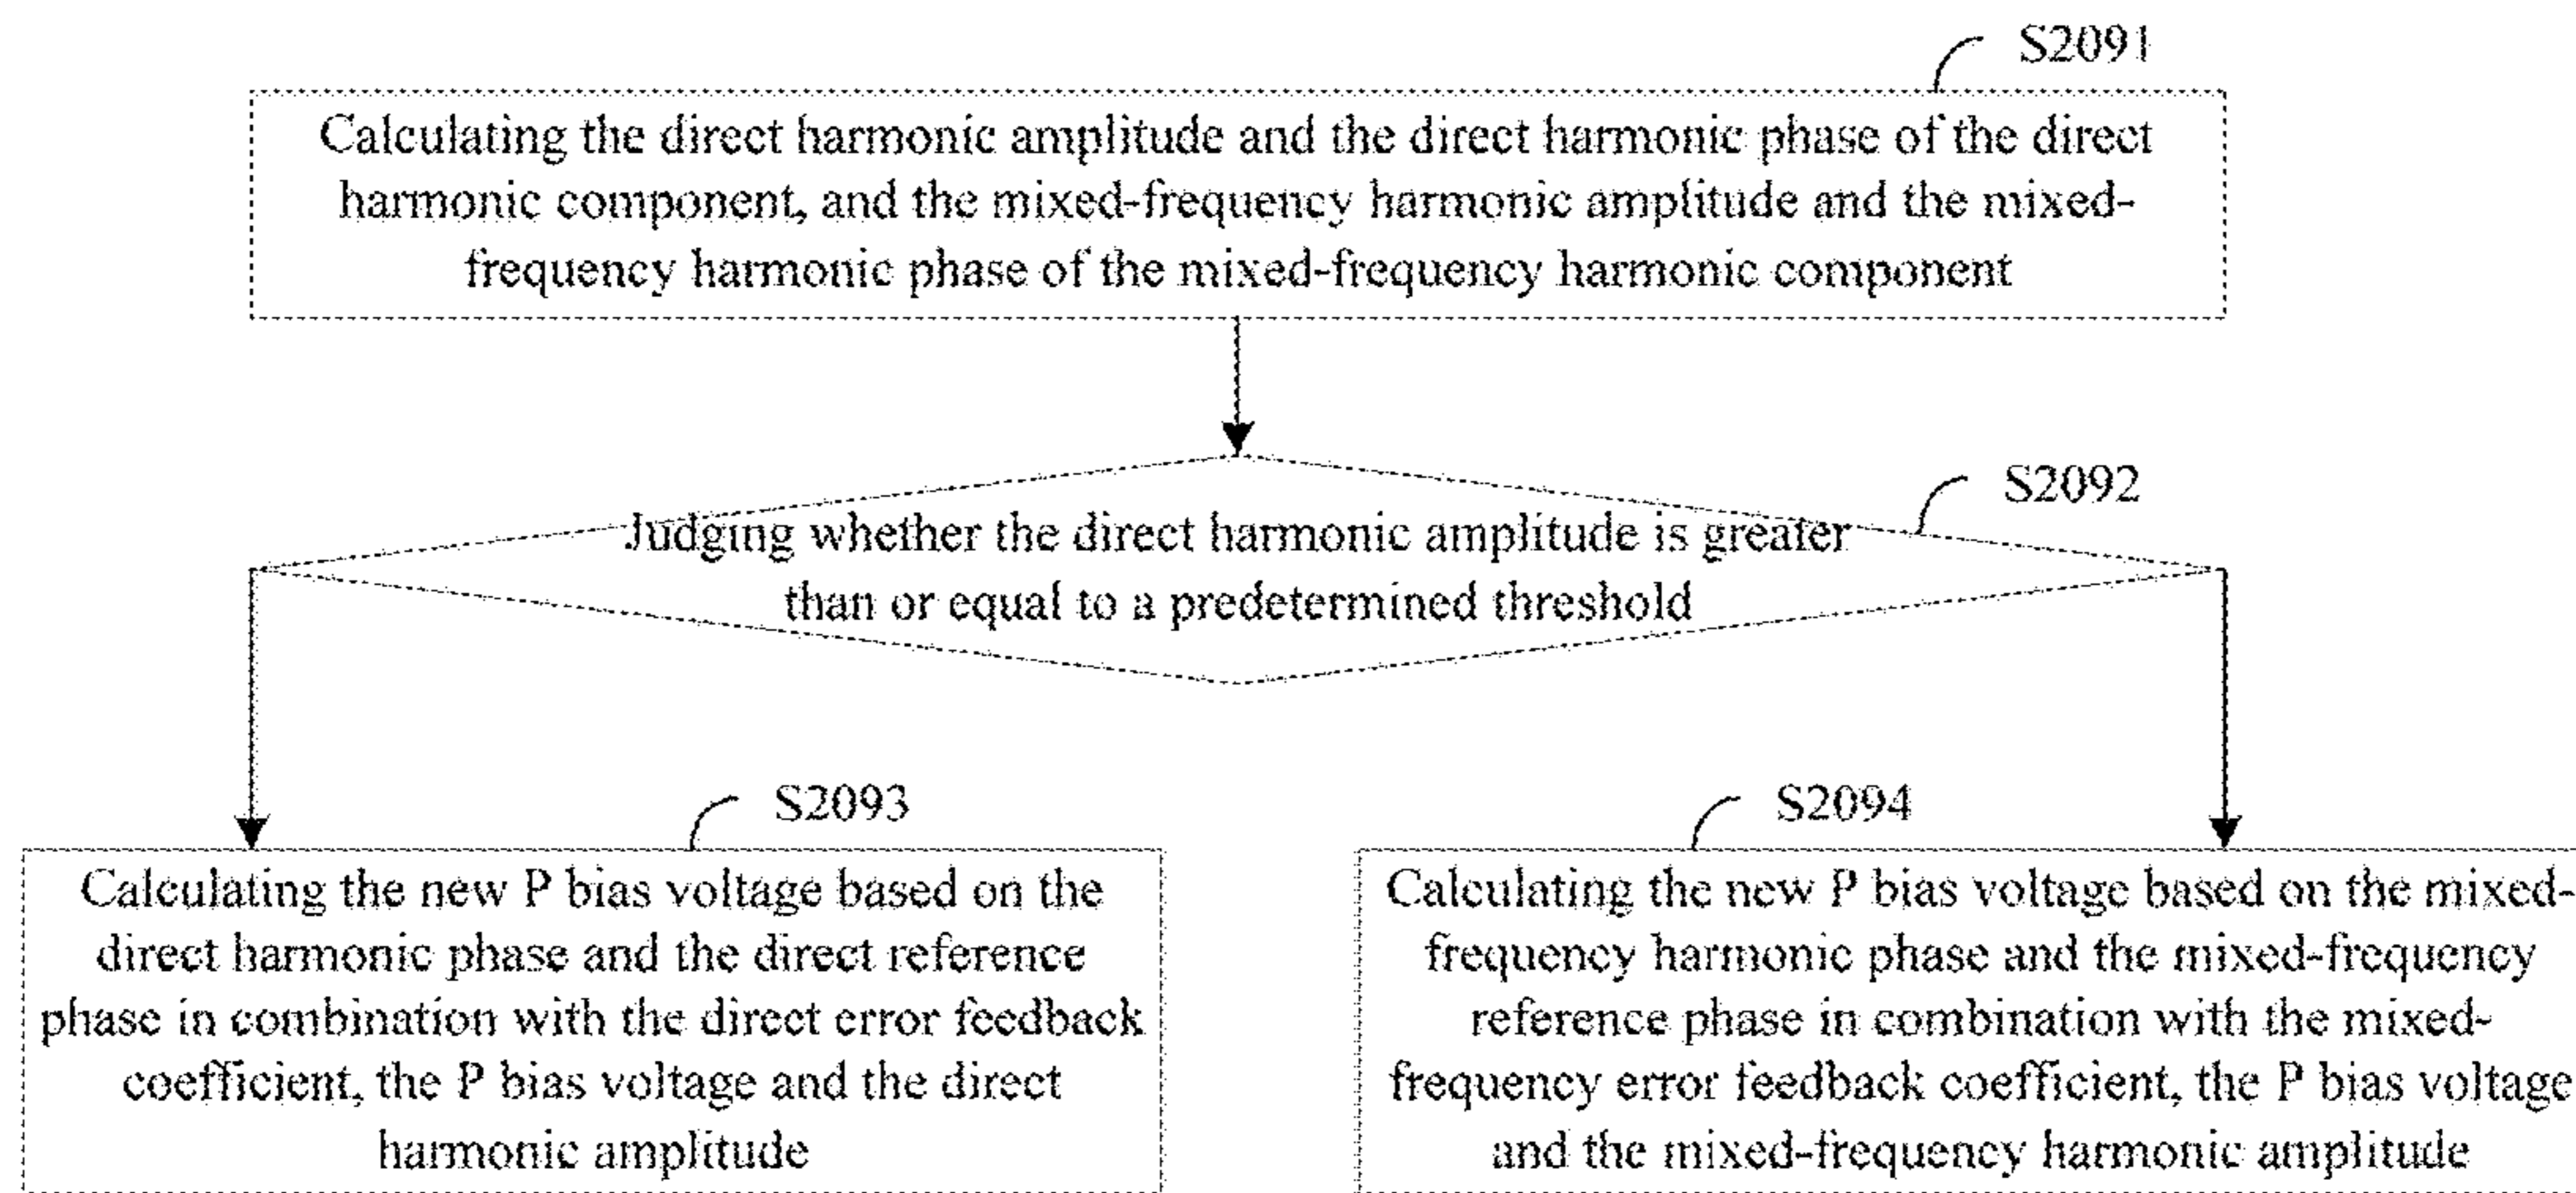 S2091
Calculating the direct harmonic amplitude and the direct harmonic phase of the direct
harmonic component, and the mixed-frequency harmonic amplitude and the mixed-
frequency harmonic phase of the mixed-frequency harmonic component
S2092
Judging whether the direct harmonic amplitude is greater
than or equal to a predetermined threshold
S2093
Calculating the new P bias voltage based on the
direct harmonic phase and the direct reference
phase in combination with the direct error feedback
coefficient, the P bias voltage and the direct
harmonic amplitude
S2094
Calculating the new P bias voltage based on the mixed-
frequency harmonic phase and the mixed-frequency
reference phase in combination with the mixed-
frequency error feedback coefficient, the P bias voltage
and the mixed-frequency harmonic amplitude